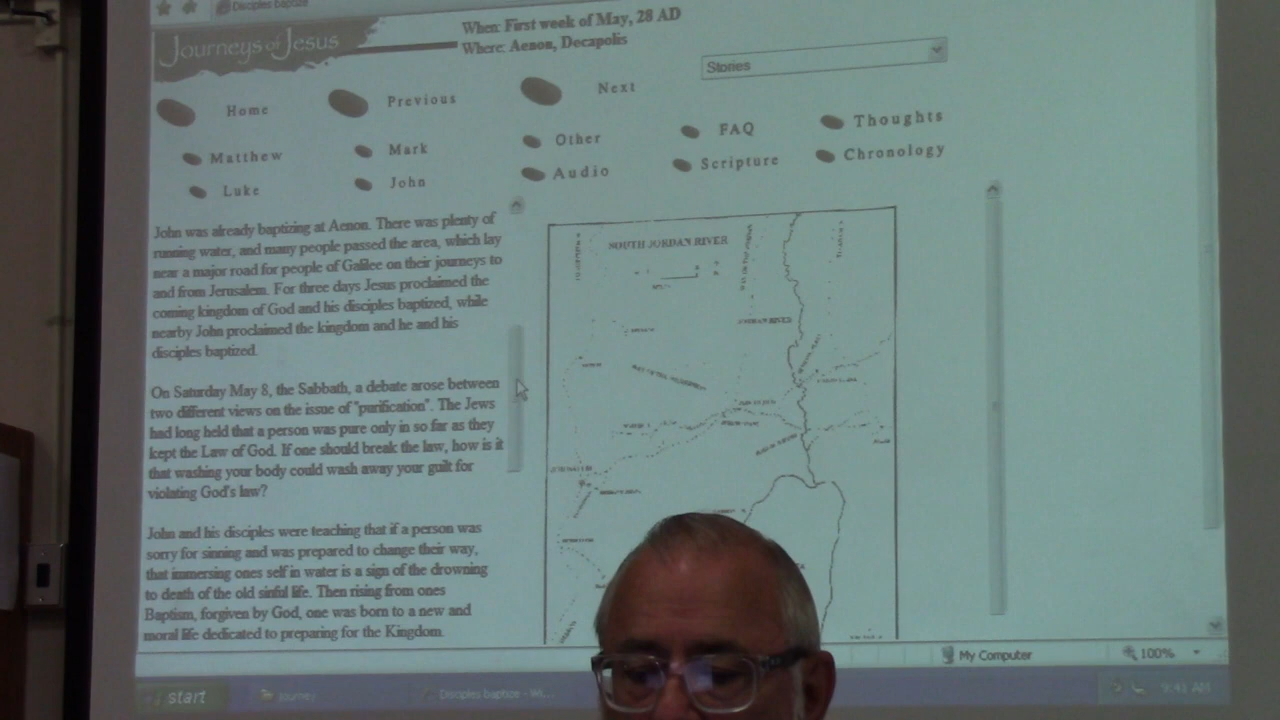 Disciples baptize
Journeys of Jesus
When: First week of May, 28 AD
Where: Aenon, Decapolis
Stories
Home
Previous
Next
Matthew
Mark
Other
FAQ
Thoughts
Luke
John
Audio
Scripture
Chronology
John was already baptizing at Aenon. There was plenty of
running water, and many people passed the area, which lay
near a major road for people of Galilee on their journeys to
and from Jerusalem. For three days Jesus proclaimed the
coming kingdom of God and his disciples baptized, while
nearby John proclaimed the kingdom and he and his
disciples baptized.
On Saturday May 8, the Sabbath, a debate arose between
two different views on the issue of "purification". The Jews
had long held that a person was pure only in so far as they
kept the Law of God. If one should break the law, how is it
that washing your body could wash away your guilt for
violating God's law?
John and his disciples were teaching that if a person was
sorry for sinning and was prepared to change their way,
that immersing ones self in water is a sign of the drowning
to death of the old sinful life. Then rising from ones
Baptism, forgiven by God, one was born to a new and
moral life dedicated to preparing for the Kingdom.
SOUTH JORDAN RIVER
JORDAN RIVER
My Computer
100%
start
Journey
Disciples baptize - Wi...
9:41 AM